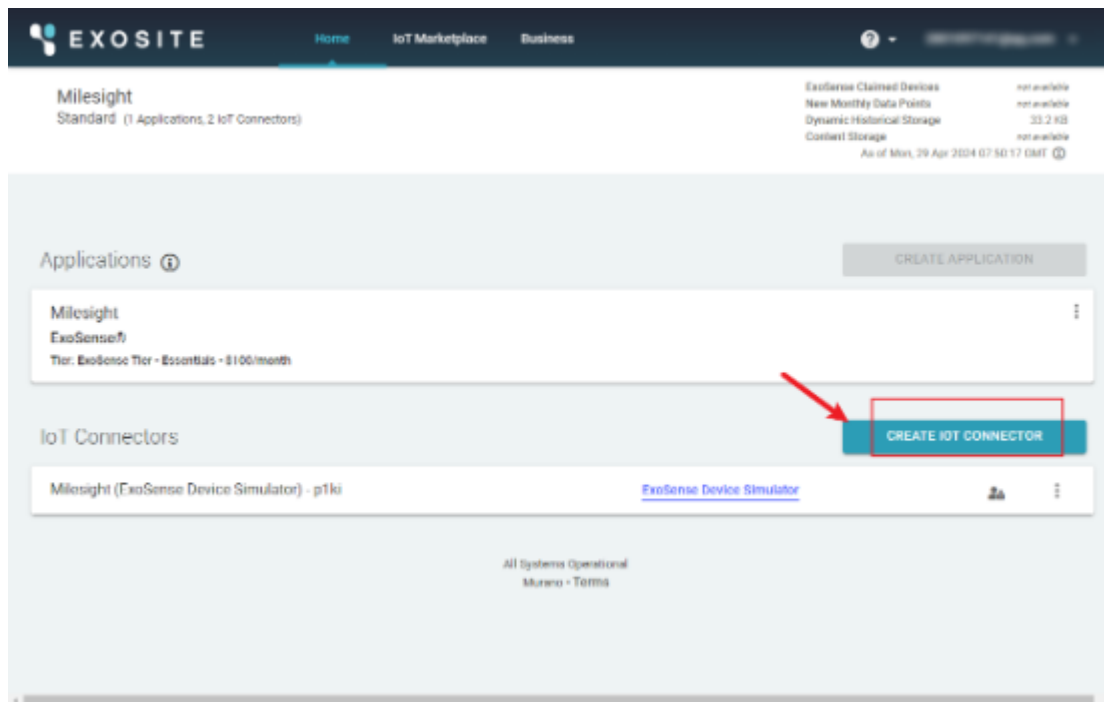 EXOSITE
Home IoT Marketplace Business
Milesight
Standard (1 Applications, 2 IoT Connectors)
ExoSense Claimed Devices not available
New Monthly Data Points not available
Dynamic Historical Storage 33.2 KB
Content Storage not available
As of Mon, 29 Apr 2024 07:50:17 GMT
Applications
CREATE APPLICATION
Milesight
ExoSense®
Tier: ExoSense Tier - Essentials - $100/month
IoT Connectors
CREATE IOT CONNECTOR
Milesight (ExoSense Device Simulator) - p1ki ExoSense Device Simulator
All Systems Operational
Murano - Terms